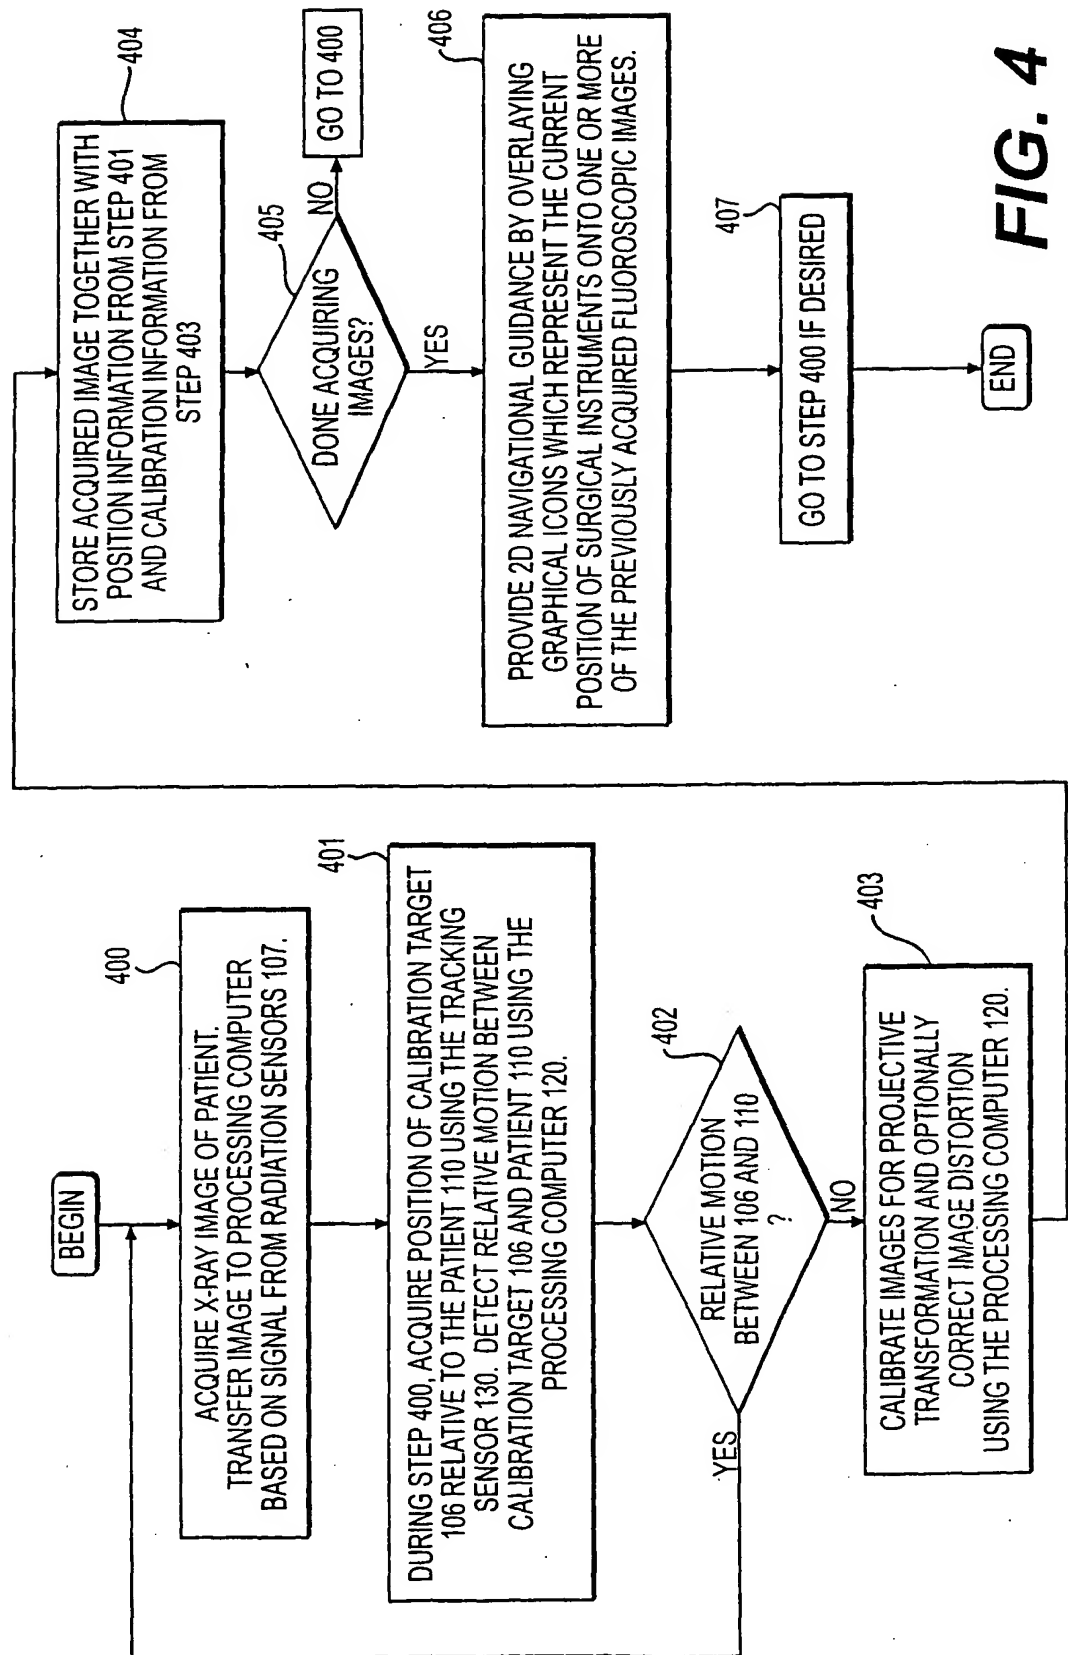 BEGIN
400
ACQUIRE X-RAY IMAGE OF PATIENT.
TRANSFER IMAGE TO PROCESSING COMPUTER
BASED ON SIGNAL FROM RADIATION SENSORS 107.
401
DURING STEP 400, ACQUIRE POSITION OF CALIBRATION TARGET
106 RELATIVE TO THE PATIENT 110 USING THE TRACKING
SENSOR 130. DETECT RELATIVE MOTION BETWEEN
CALIBRATION TARGET 106 AND PATIENT 110 USING THE
PROCESSING COMPUTER 120.
402
RELATIVE MOTION
BETWEEN 106 AND 110
?
YES
NO
403
CALIBRATE IMAGES FOR PROJECTIVE
TRANSFORMATION AND OPTIONALLY
CORRECT IMAGE DISTORTION
USING THE PROCESSING COMPUTER 120.
404
STORE ACQUIRED IMAGE TOGETHER WITH
POSITION INFORMATION FROM STEP 401
AND CALIBRATION INFORMATION FROM
STEP 403
405
DONE ACQUIRING
IMAGES?
NO
GO TO 400
YES
406
PROVIDE 2D NAVIGATIONAL GUIDANCE BY OVERLAYING
GRAPHICAL ICONS WHICH REPRESENT THE CURRENT
POSITION OF SURGICAL INSTRUMENTS ONTO ONE OR MORE
OF THE PREVIOUSLY ACQUIRED FLUOROSCOPIC IMAGES.
407
GO TO STEP 400 IF DESIRED
END
FIG. 4